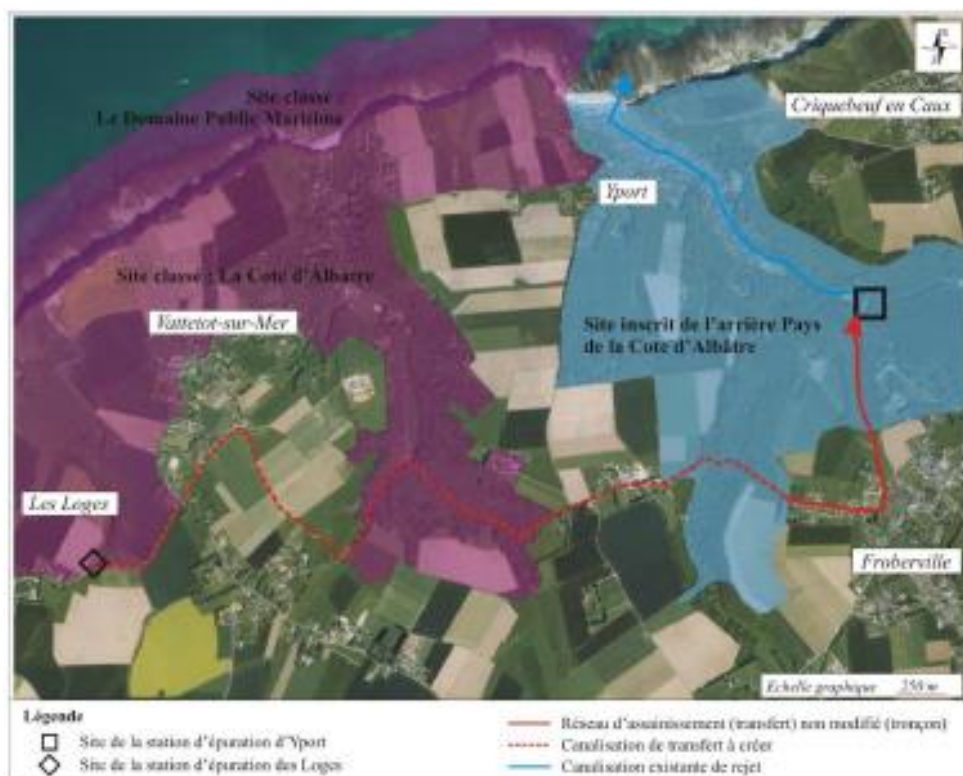 Site classé :
Le Domaine Public Maritime
Criquebeuf en Caux
Yport
Site classé : La Cote d'Albatre
Vattetot-sur-Mer
Site inscrit de l'arrière Pays
de la Cote d'Albâtre
Les Loges
Froberville
Echelle graphique 250 m
Légende
Site de la station d'épuration d'Yport
Site de la station d'épuration des Loges
Réseau d'assainissement (transfert) non modifié (tronçon)
Canalisation de transfert à créer
Canalisation existante de rejet